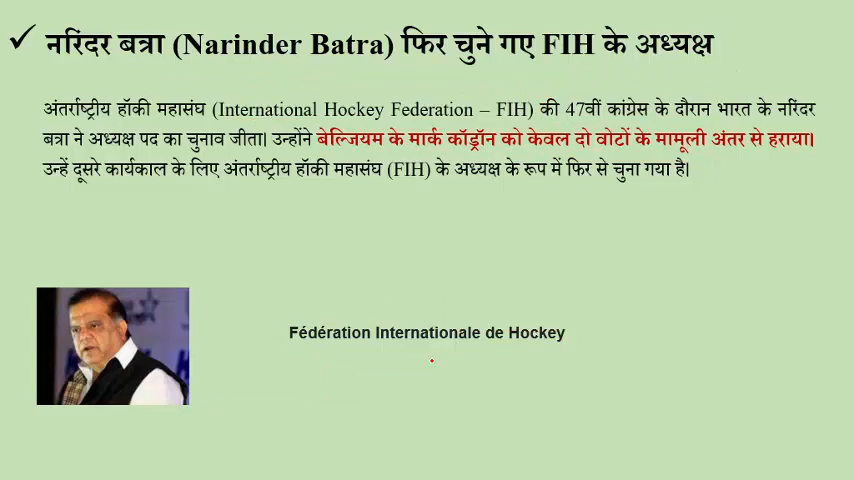 नरिंदर बत्रा (Narinder Batra) फिर चुने गए FIH के अध्यक्ष
अंतर्राष्ट्रीय हॉकी महासंघ (International Hockey Federation – FIH) की 47वीं कांग्रेस के दौरान भारत के नरिंदर
बत्रा ने अध्यक्ष पद का चुनाव जीता। उन्होंने बेल्जियम के मार्क कॉड्रॉन को केवल दो वोटों के मामूली अंतर से हराया।
उन्हें दूसरे कार्यकाल के लिए अंतर्राष्ट्रीय हॉकी महासंघ (FIH) के अध्यक्ष के रूप में फिर से चुना गया है।
Fédération Internationale de Hockey